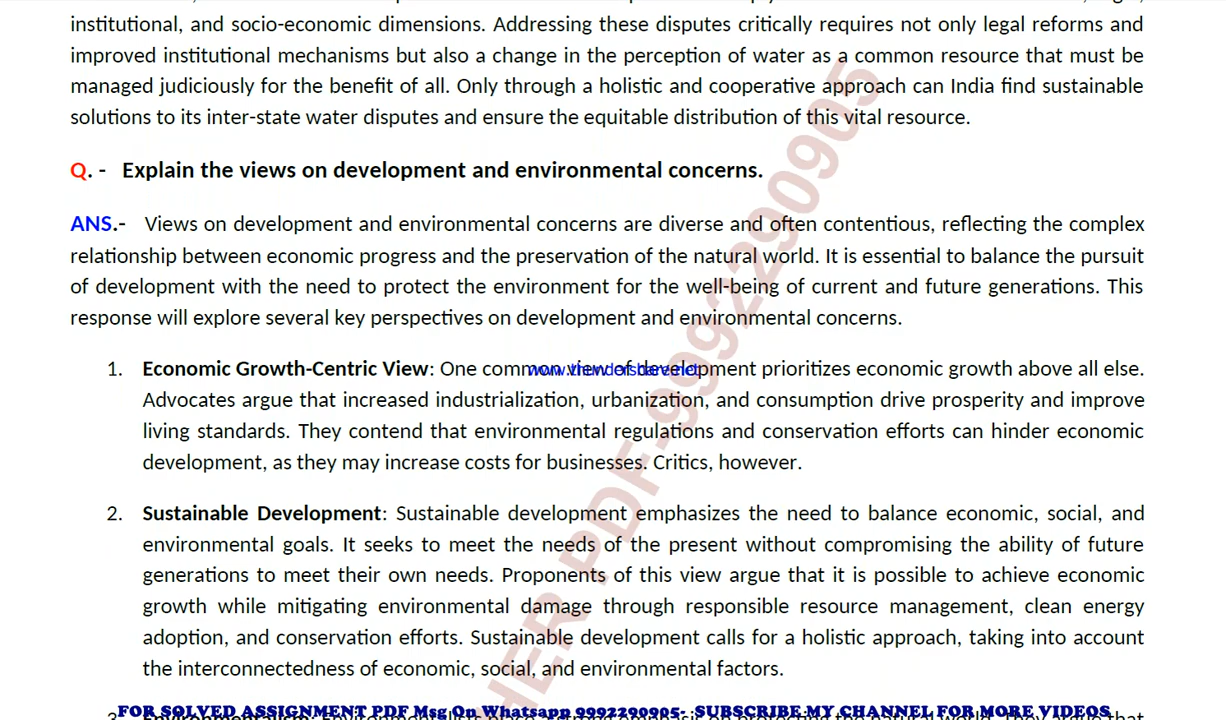 institutional, and socio-economic dimensions. Addressing these disputes critically requires not only legal reforms and
improved institutional mechanisms but also a change in the perception of water as a common resource that must be
managed judiciously for the benefit of all. Only through a holistic and cooperative approach can India find sustainable
solutions to its inter-state water disputes and ensure the equitable distribution of this vital resource.
Q. - Explain the views on development and environmental concerns.
ANS.- Views on development and environmental concerns are diverse and often contentious, reflecting the complex
relationship between economic progress and the preservation of the natural world. It is essential to balance the pursuit
of development with the need to protect the environment for the well-being of current and future generations. This
response will explore several key perspectives on development and environmental concerns.
1. Economic Growth-Centric View: One common view of development prioritizes economic growth above all else.
www.thundershare.net
Advocates argue that increased industrialization, urbanization, and consumption drive prosperity and improve
living standards. They contend that environmental regulations and conservation efforts can hinder economic
development, as they may increase costs for businesses. Critics, however.
2. Sustainable Development: Sustainable development emphasizes the need to balance economic, social, and
environmental goals. It seeks to meet the needs of the present without compromising the ability of future
generations to meet their own needs. Proponents of this view argue that it is possible to achieve economic
growth while mitigating environmental damage through responsible resource management, clean energy
adoption, and conservation efforts. Sustainable development calls for a holistic approach, taking into account
the interconnectedness of economic, social, and environmental factors.
HER PDF-9992290905
FOR SOLVED ASSIGNMENT PDF Msg On Whatsapp 9992290905- SUBSCRIBE MY CHANNEL FOR MORE VIDEOS